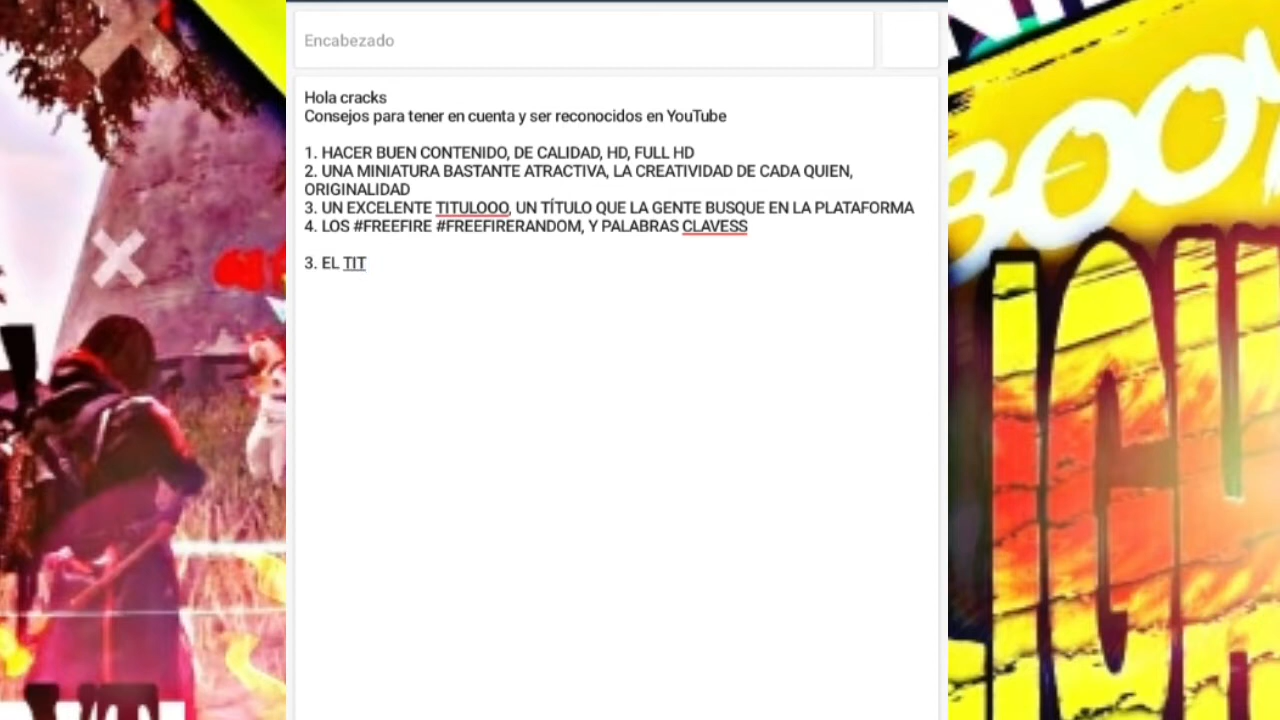 Encabezado
Hola cracks
Consejos para tener en cuenta y ser reconocidos en YouTube
1. HACER BUEN CONTENIDO, DE CALIDAD, HD, FULL HD
2. UNA MINIATURA BASTANTE ATRACTIVA, LA CREATIVIDAD DE CADA QUIEN,
ORIGINALIDAD
3. UN EXCELENTE TITULOOO, UN TÍTULO QUE LA GENTE BUSQUE EN LA PLATAFORMA
4. LOS #FREEFIRE #FREEFIRERANDOM, Y PALABRAS CLAVESS
3. EL TIT